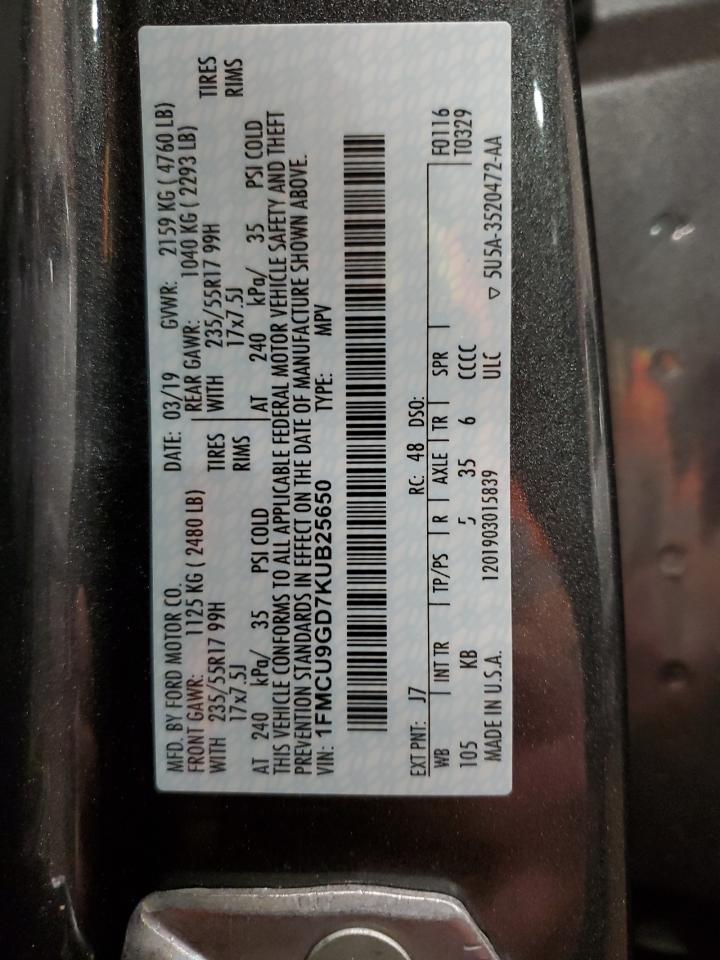 MFD. BY FORD MOTOR CO.
DATE: 03/19 GVWR: 2159 KG ( 4760 LB)
FRONT GAWR: 1125 KG ( 2480 LB)
REAR GAWR: 1040 KG ( 2293 LB)
WITH 235/55R17 99H TIRES
WITH 235/55R17 99H TIRES
17x7.5J RIMS
17x7.5J RIMS
AT 240 kPa/ 35 PSI COLD
AT 240 kPa/ 35 PSI COLD
THIS VEHICLE CONFORMS TO ALL APPLICABLE FEDERAL MOTOR VEHICLE SAFETY AND THEFT
PREVENTION STANDARDS IN EFFECT ON THE DATE OF MANUFACTURE SHOWN ABOVE.
VIN: 1FMCU9GD7KUB25650 TYPE: MPV
EXT PNT: J7 RC: 48 DSO:
WB INT TR TP/PS R AXLE TR SPR F0116
105 KB 5 35 6 CCCC T0329
MADE IN U.S.A. 1201903015839 ULC ▽ 5U5A-3520472-AA